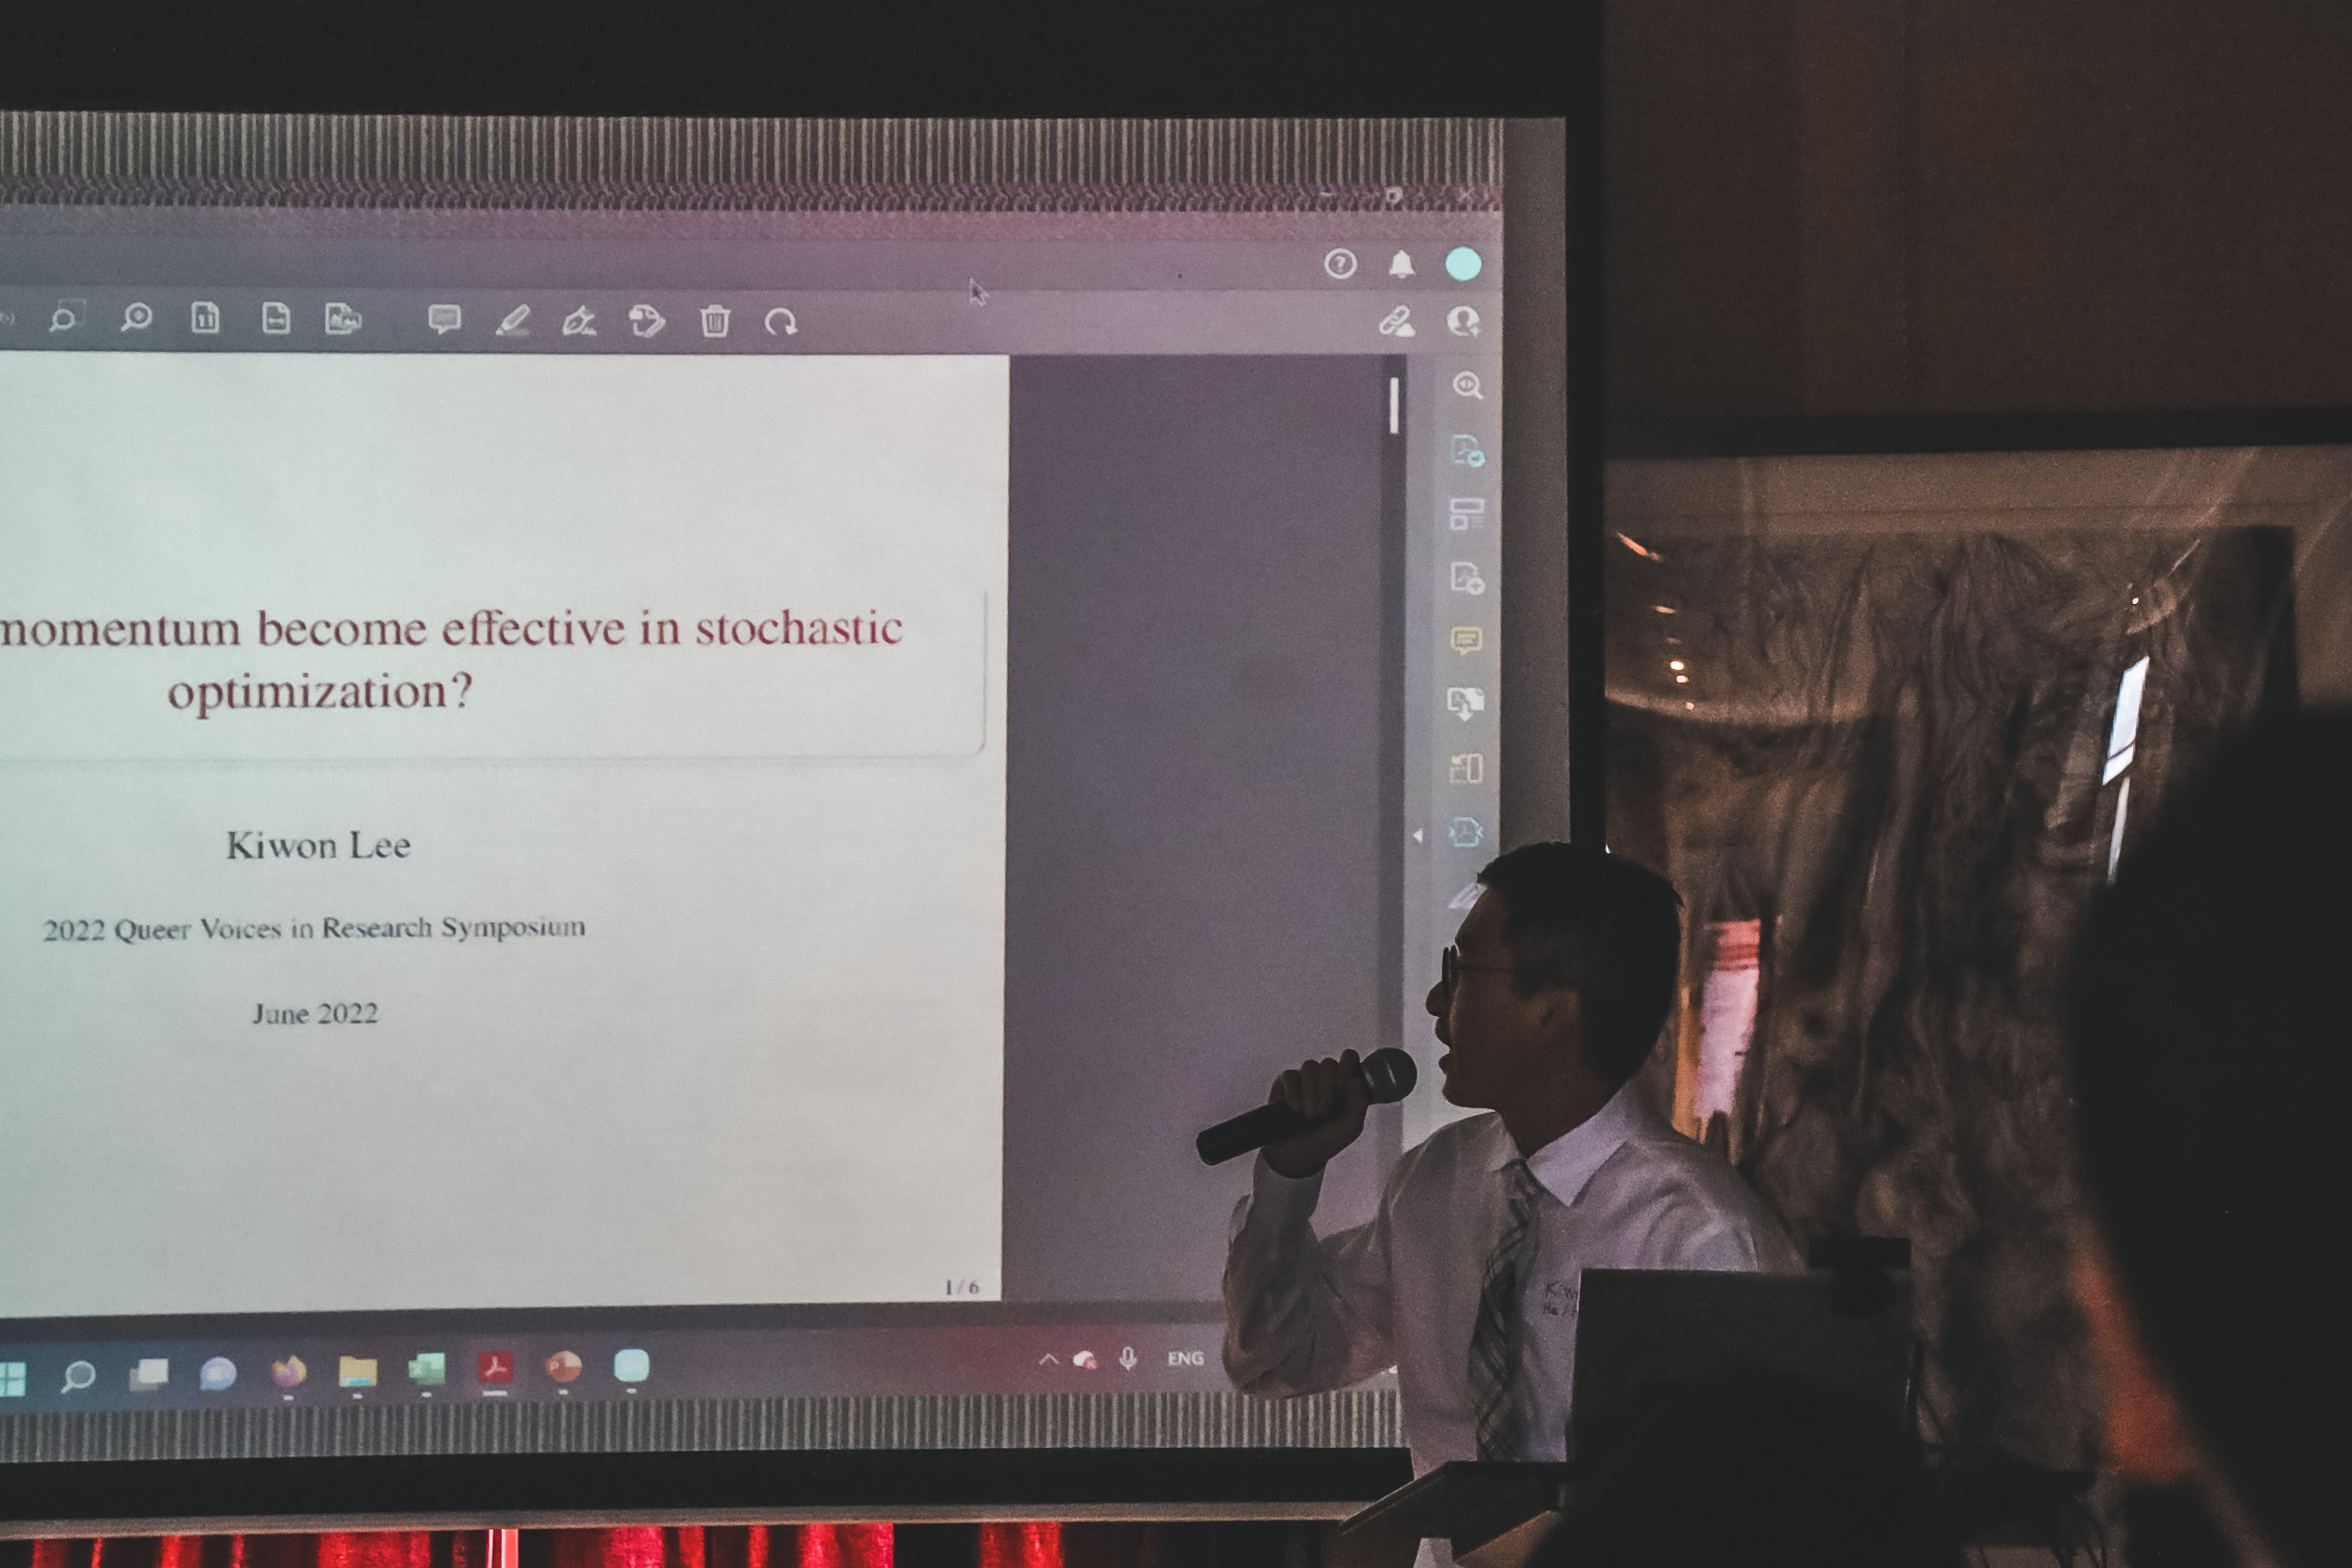 momentum become effective in stochastic
optimization?
Kiwon Lee
2022 Queer Voices in Research Symposium
June 2022
1/6
ENG